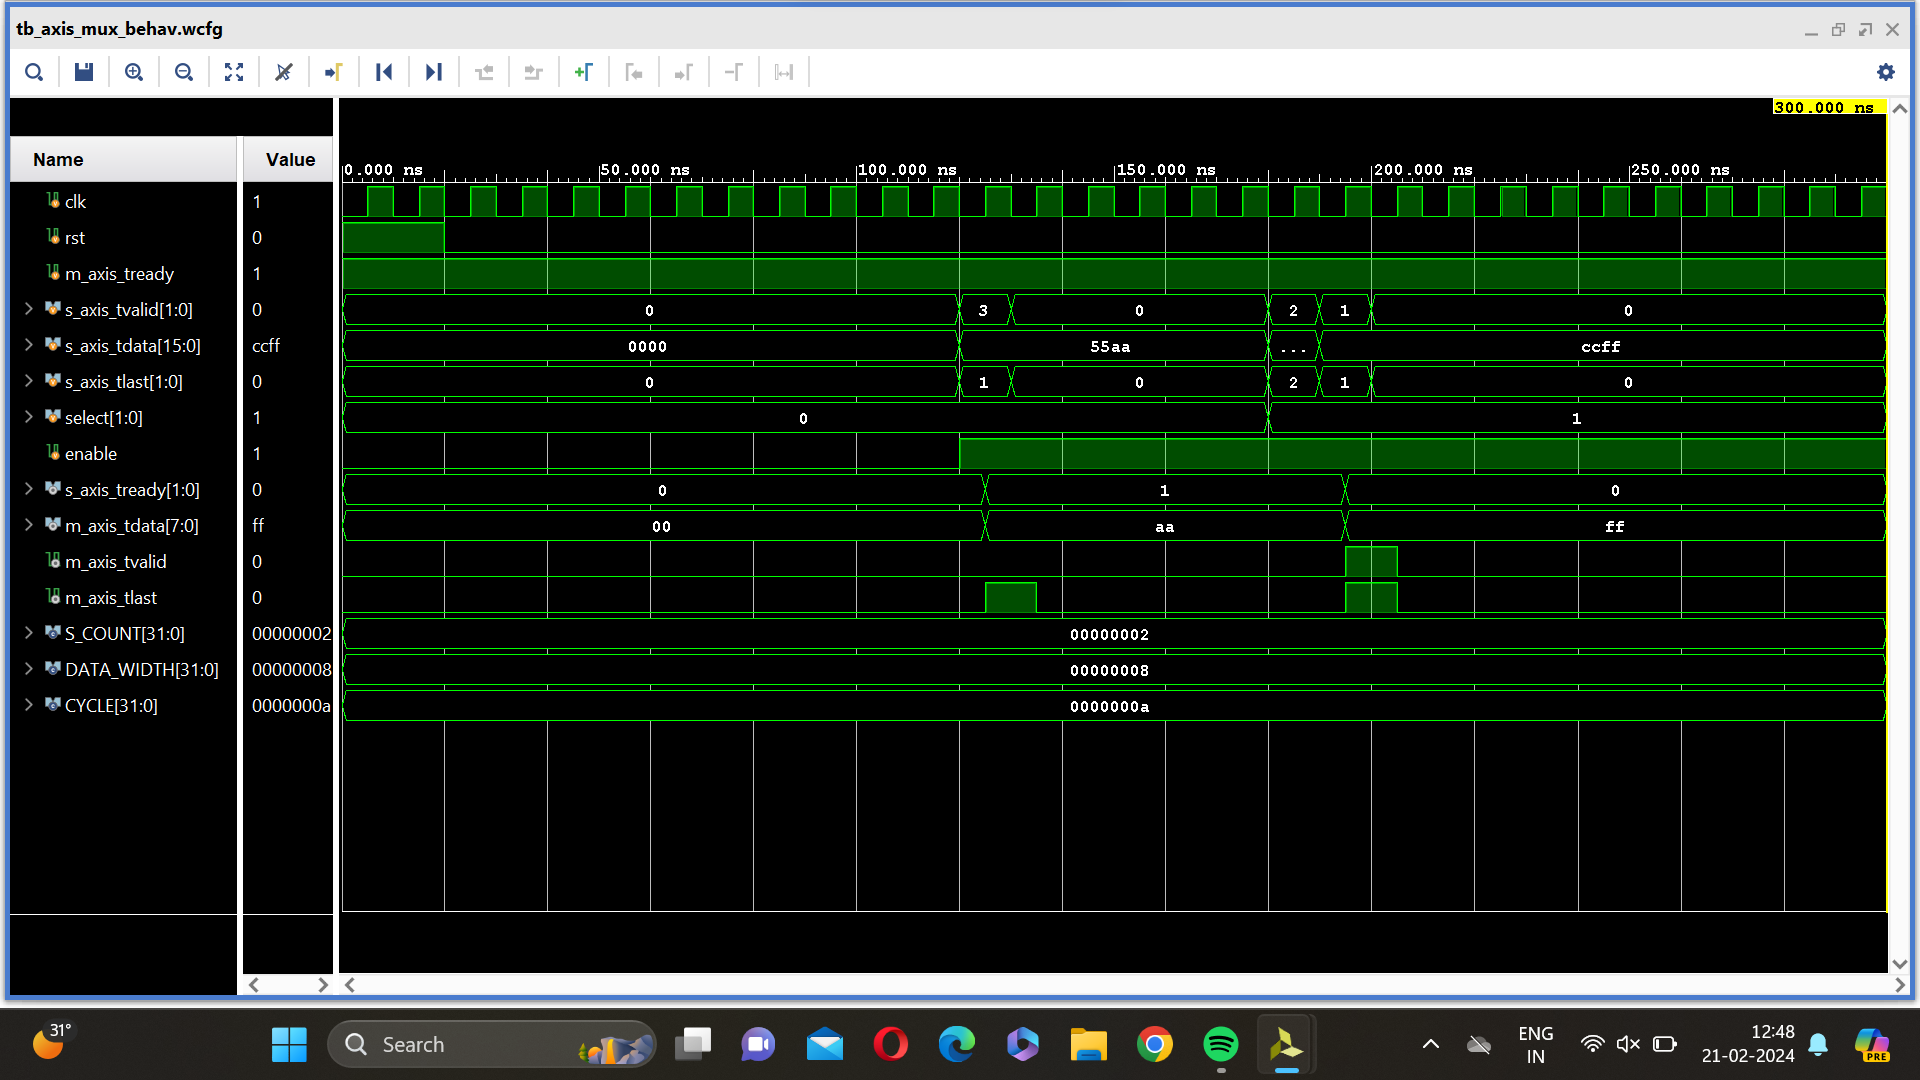 tb_axis_mux_behav.wcfg
300.000 ns
Name Value
0.000 ns 50.000 ns 100.000 ns 150.000 ns 200.000 ns 250.000 ns
clk 1
rst 0
m_axis_tready 1
s_axis_tvalid[1:0] 0 0 3 0 2 1 0
s_axis_tdata[15:0] ccff 0000 55aa ... ccff
s_axis_tlast[1:0] 0 0 1 0 2 1 0
select[1:0] 1 0 1
enable 1
s_axis_tready[1:0] 0 0 1 0
m_axis_tdata[7:0] ff 00 aa ff
m_axis_tvalid 0
m_axis_tlast 0
S_COUNT[31:0] 00000002 00000002
DATA_WIDTH[31:0] 00000008 00000008
CYCLE[31:0] 0000000a 0000000a
31°
Search
ENG
IN
12:48
21-02-2024
PRE